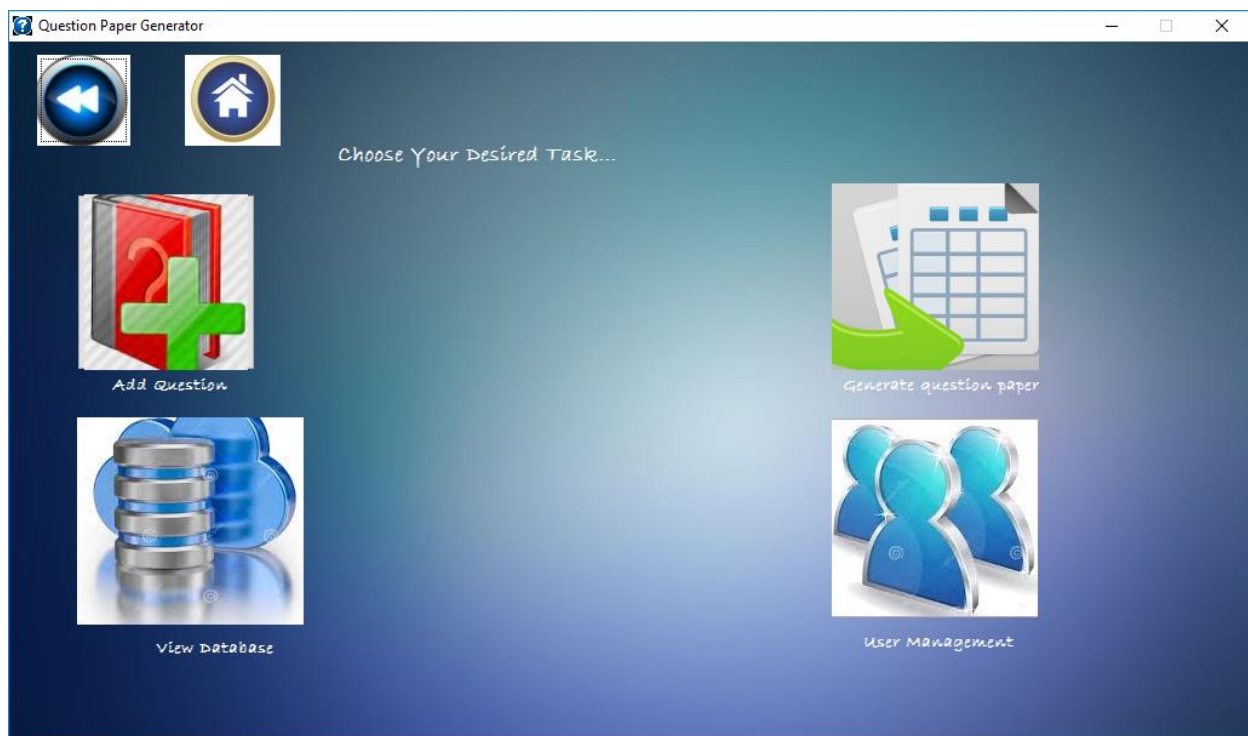 Question Paper Generator
Choose Your Desired Task...
Add Question
Generate question paper
View Database
User Management